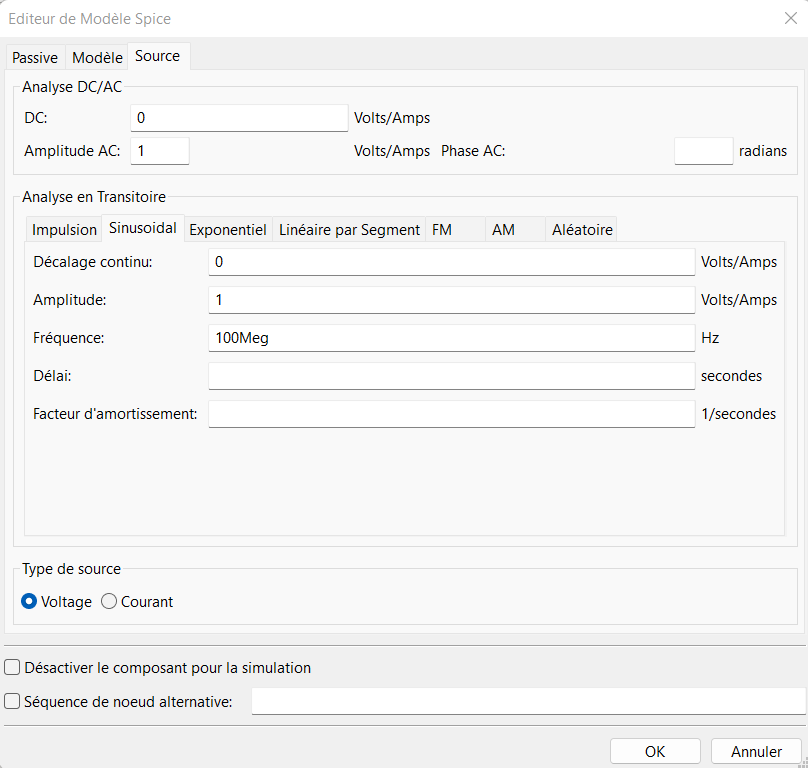 Editeur de Modèle Spice
Passive Modèle Source
Analyse DC/AC
DC: 0 Volts/Amps
Amplitude AC: 1 Volts/Amps Phase AC: radians
Analyse en Transitoire
Impulsion Sinusoidal Exponentiel Linéaire par Segment FM AM Aléatoire
Décalage continu: 0 Volts/Amps
Amplitude: 1 Volts/Amps
Fréquence: 100Meg Hz
Délai: secondes
Facteur d'amortissement: 1/secondes
Type de source
Voltage Courant
Désactiver le composant pour la simulation
Séquence de noeud alternative:
OK Annuler